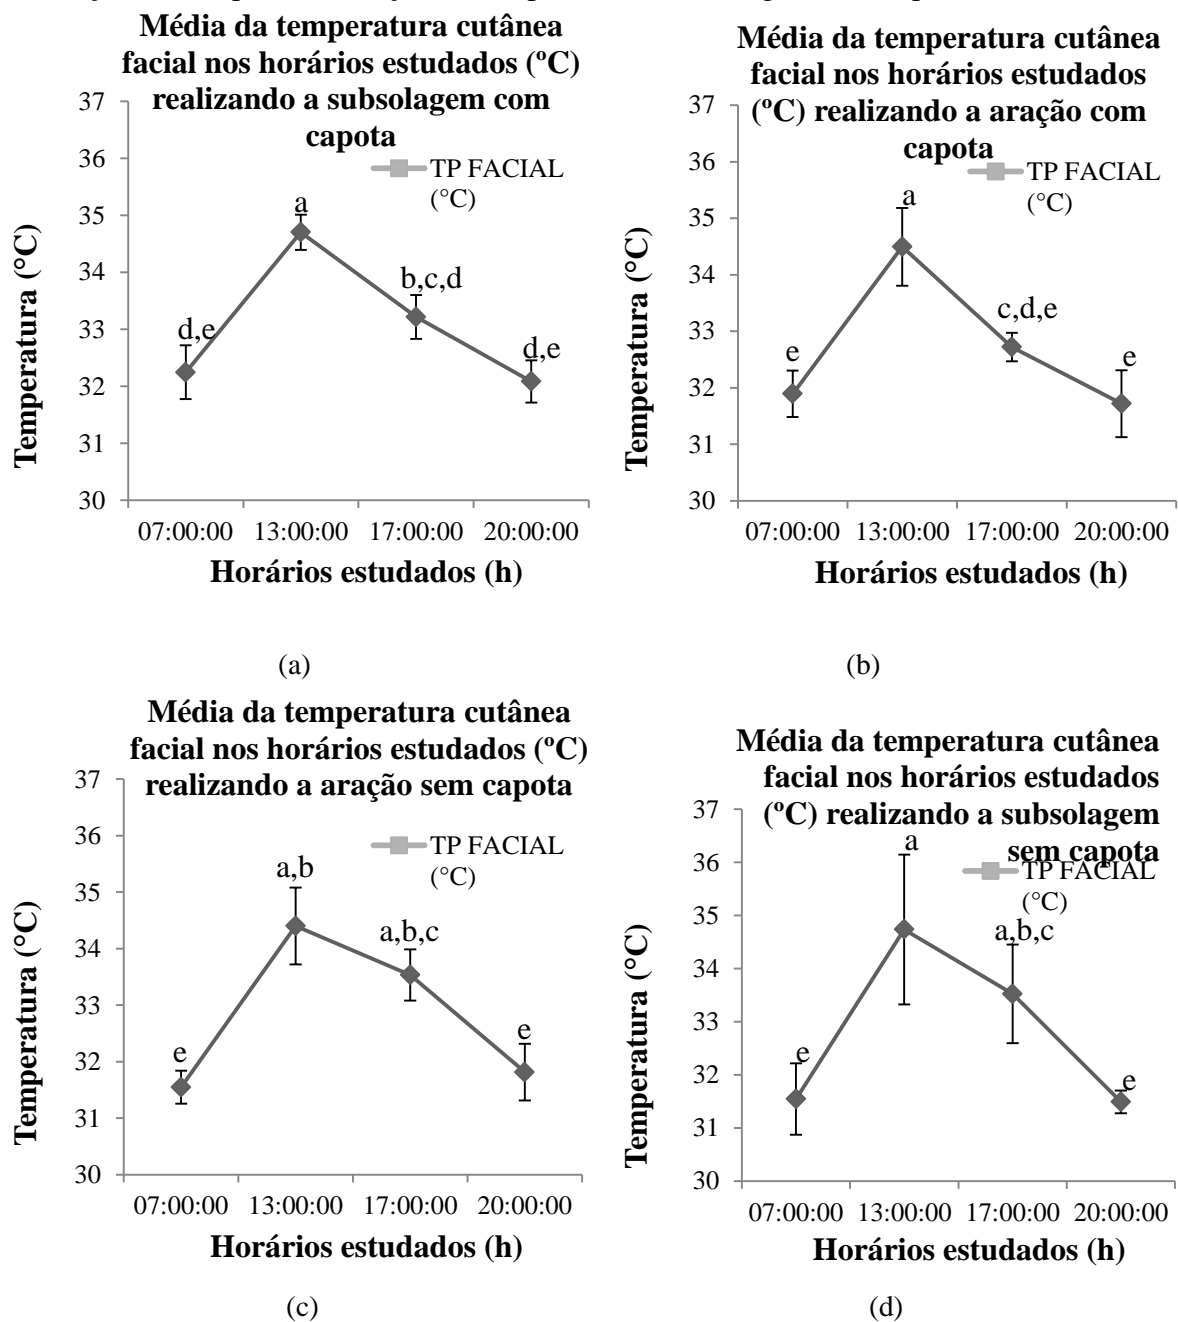 Média da temperatura cutânea
facial nos horários estudados (ºC)
realizando a subsolagem com
capota
37
36
35
34
33
32
31
30
Temperatura (°C)
TP FACIAL
(°C)
d,e
a
b,c,d
d,e
07:00:00 13:00:00 17:00:00 20:00:00
Horários estudados (h)
(a)
Média da temperatura cutânea
facial nos horários estudados
(ºC) realizando a aração com
capota
37
36
35
34
33
32
31
30
Temperatura (°C)
TP FACIAL
(°C)
e
a
c,d,e
e
07:00:00 13:00:00 17:00:00 20:00:00
Horários estudados (h)
(b)
Média da temperatura cutânea
facial nos horários estudados (ºC)
realizando a aração sem capota
37
36
35
34
33
32
31
30
Temperatura (°C)
TP FACIAL
(°C)
e
a,b
a,b,c
e
07:00:00 13:00:00 17:00:00 20:00:00
Horários estudados (h)
(c)
Média da temperatura cutânea
facial nos horários estudados
(ºC) realizando a subsolagem
sem capota
37
36
35
34
33
32
31
30
Temperatura (°C)
TP FACIAL
(°C)
e
a
a,b,c
e
07:00:00 13:00:00 17:00:00 20:00:00
Horários estudados (h)
(d)